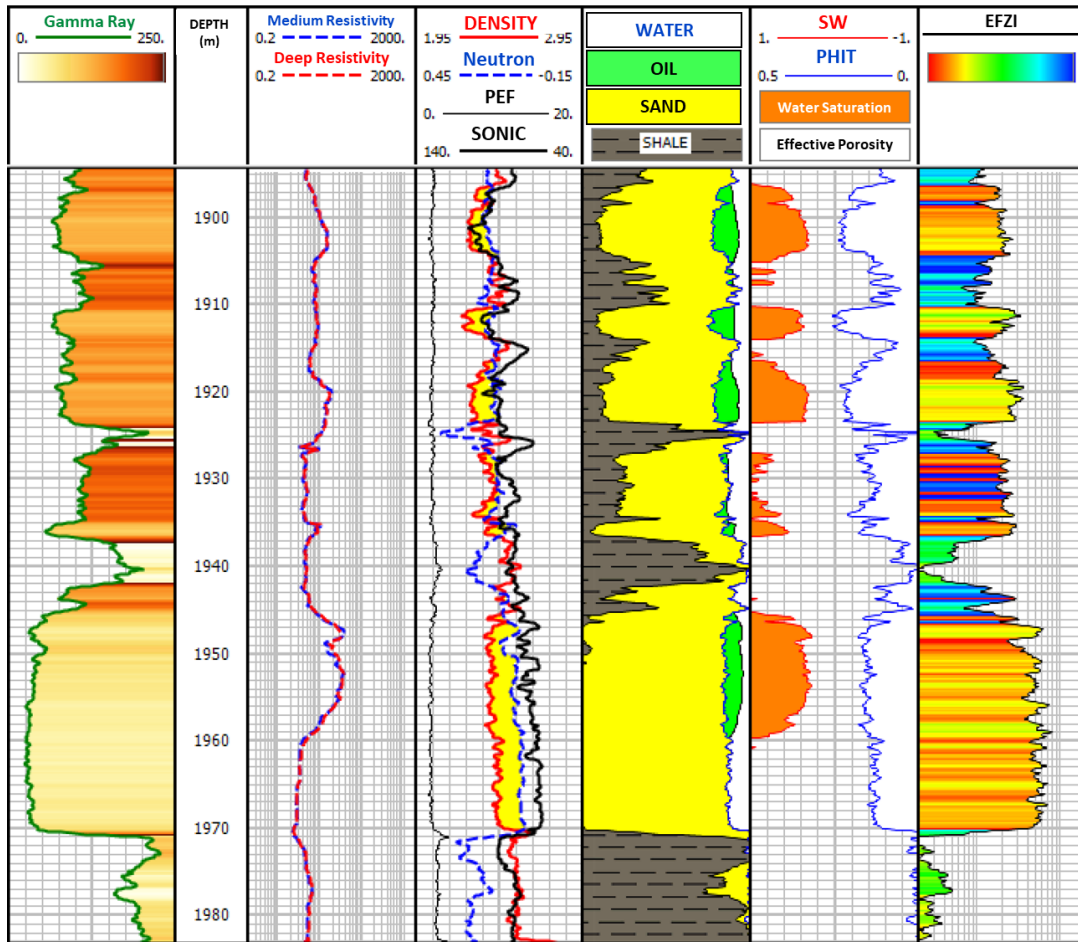 Gamma Ray
0. 250.
DEPTH
(m)
Medium Resistivity
0.2 2000.
Deep Resistivity
0.2 2000.
DENSITY
1.95 2.95
Neutron
0.45 -0.15
PEF
0. 20.
SONIC
140. 40.
WATER
OIL
SAND
SHALE
SW
1. -1.
PHIT
0.5 0.
Water Saturation
Effective Porosity
EFZI
1900
1910
1920
1930
1940
1950
1960
1970
1980